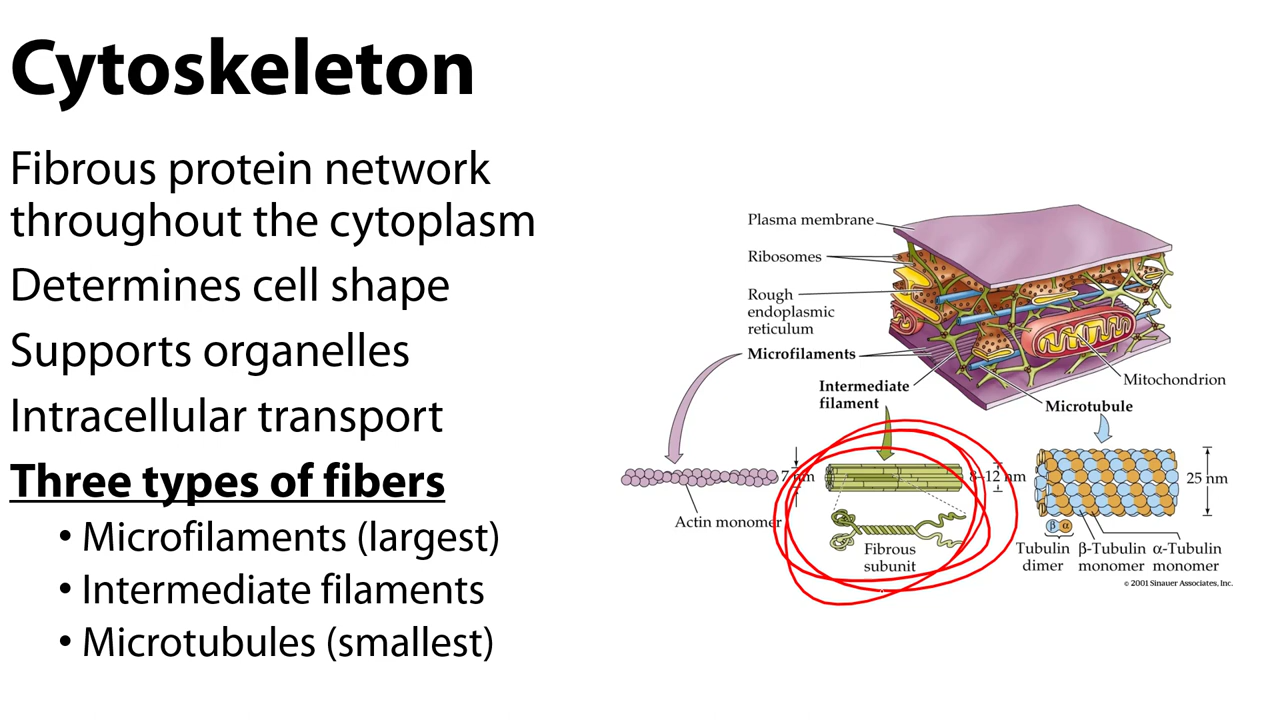 Cytoskeleton
Fibrous protein network
throughout the cytoplasm
Determines cell shape
Supports organelles
Intracellular transport
Three types of fibers
• Microfilaments (largest)
• Intermediate filaments
• Microtubules (smallest)
Plasma membrane
Ribosomes
Rough
endoplasmic
reticulum
Microfilaments
Intermediate
filament
Mitochondrion
Microtubule
7 nm
8–12 nm
25 nm
Actin monomer
Fibrous
subunit
β α
Tubulin
dimer
β-Tubulin
monomer
α-Tubulin
monomer
© 2001 Sinauer Associates, Inc.